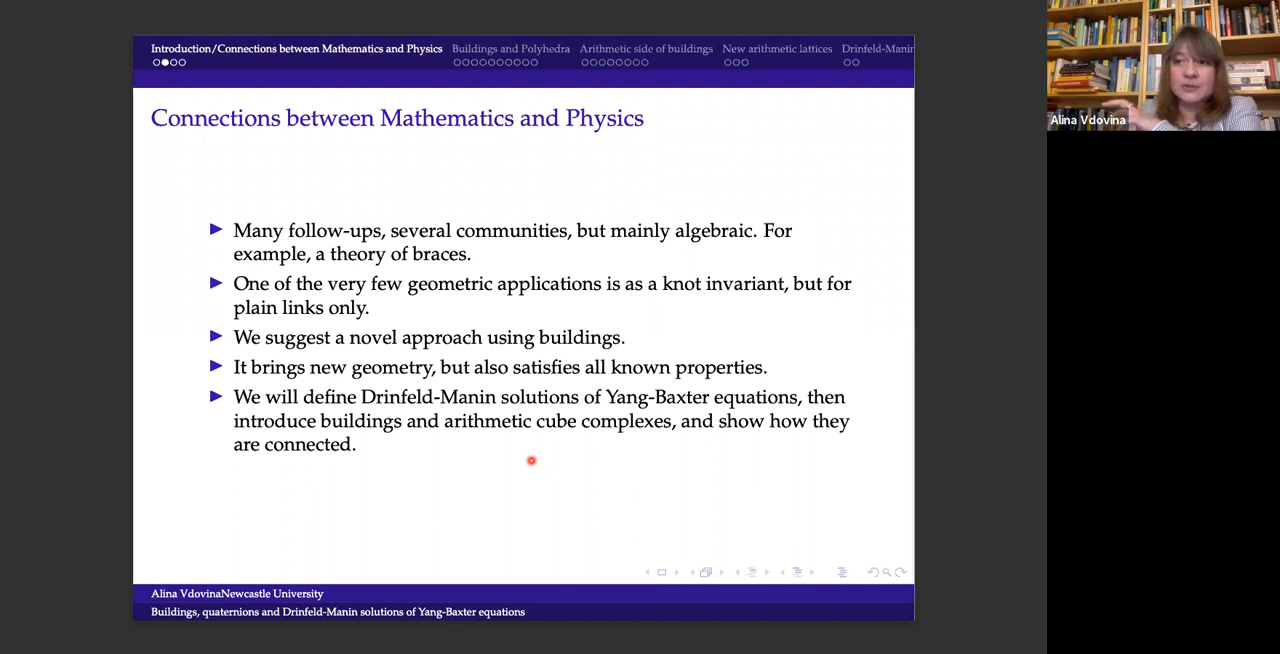 Introduction/Connections between Mathematics and Physics Buildings and Polyhedra Arithmetic side of buildings New arithmetic lattices Drinfeld-Manin
Connections between Mathematics and Physics
Many follow-ups, several communities, but mainly algebraic. For
example, a theory of braces.
One of the very few geometric applications is as a knot invariant, but for
plain links only.
We suggest a novel approach using buildings.
It brings new geometry, but also satisfies all known properties.
We will define Drinfeld-Manin solutions of Yang-Baxter equations, then
introduce buildings and arithmetic cube complexes, and show how they
are connected.
Alina VdovinaNewcastle University
Buildings, quaternions and Drinfeld-Manin solutions of Yang-Baxter equations
Alina Vdovina